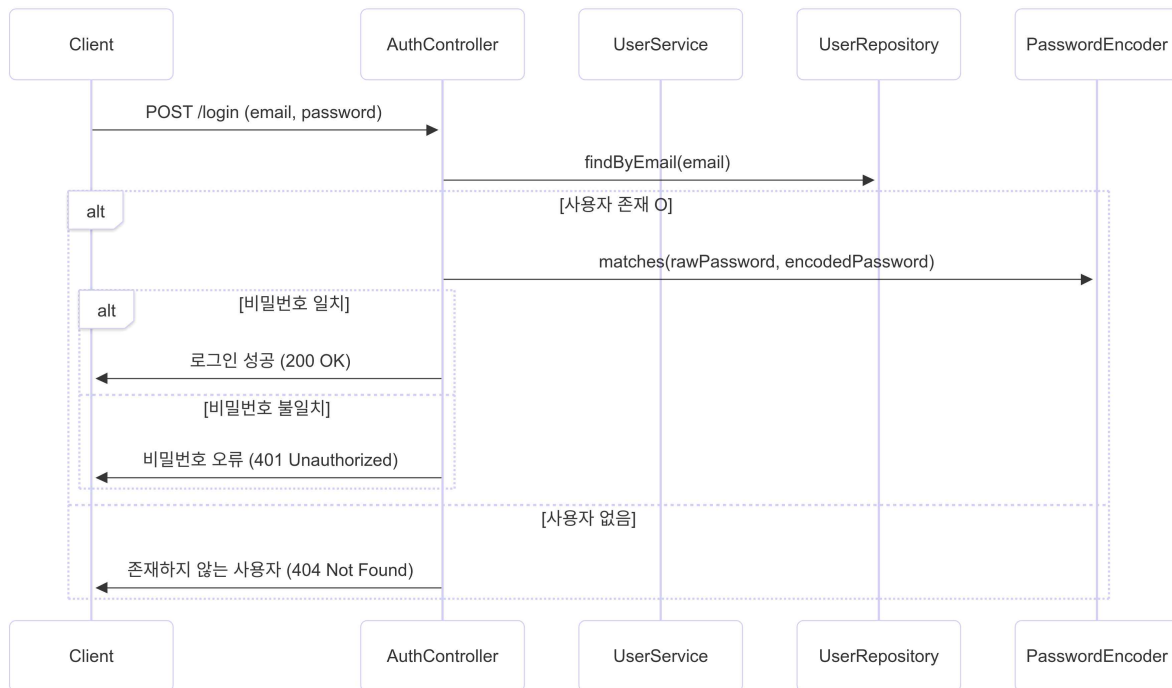 Client
AuthController
UserService
UserRepository
PasswordEncoder
POST /login (email, password)
findByEmail(email)
alt
[사용자 존재 O]
matches(rawPassword, encodedPassword)
alt
[비밀번호 일치]
로그인 성공 (200 OK)
[비밀번호 불일치]
비밀번호 오류 (401 Unauthorized)
[사용자 없음]
존재하지 않는 사용자 (404 Not Found)
Client
AuthController
UserService
UserRepository
PasswordEncoder